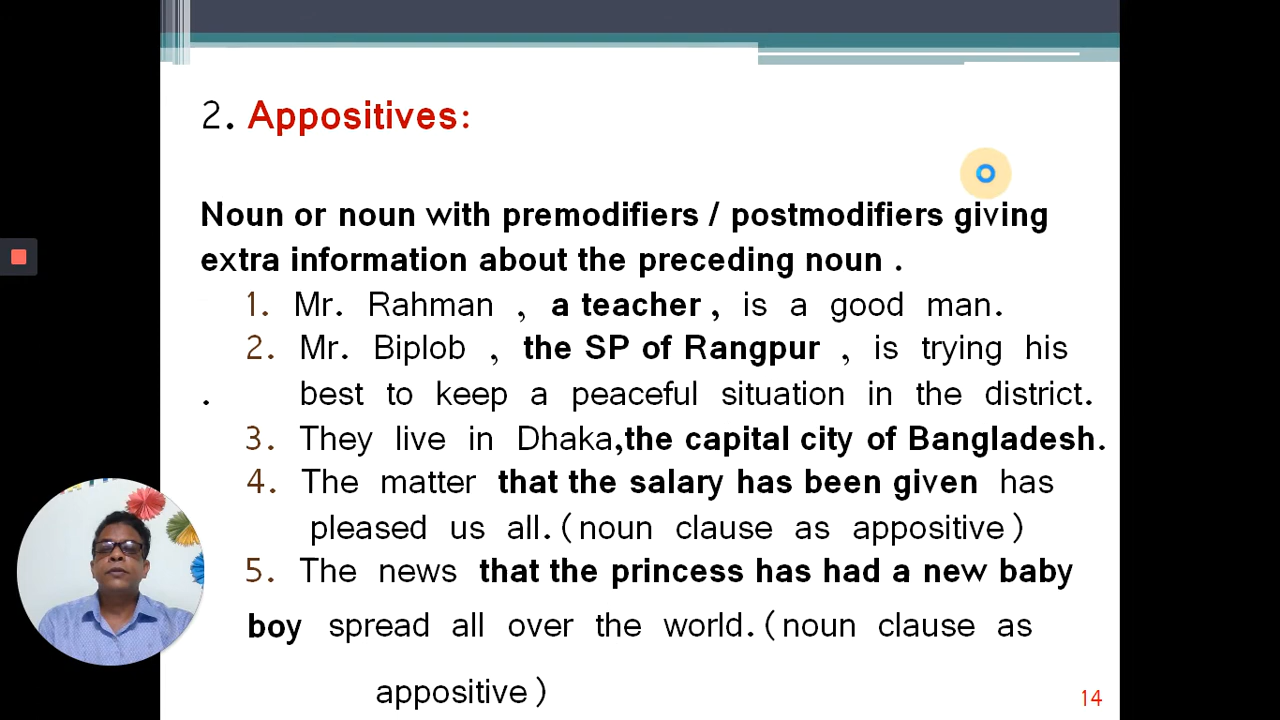 2. Appositives:
Noun or noun with premodifiers / postmodifiers giving
extra information about the preceding noun .
1. Mr. Rahman , a teacher, is a good man.
2. Mr. Biplob , the SP of Rangpur , is trying his
. best to keep a peaceful situation in the district.
3. They live in Dhaka,the capital city of Bangladesh.
4. The matter that the salary has been given has
pleased us all.(noun clause as appositive)
5. The news that the princess has had a new baby
boy spread all over the world.(noun clause as
appositive)
14